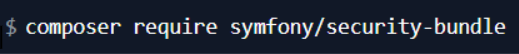 $ composer require symfony/security-bundle